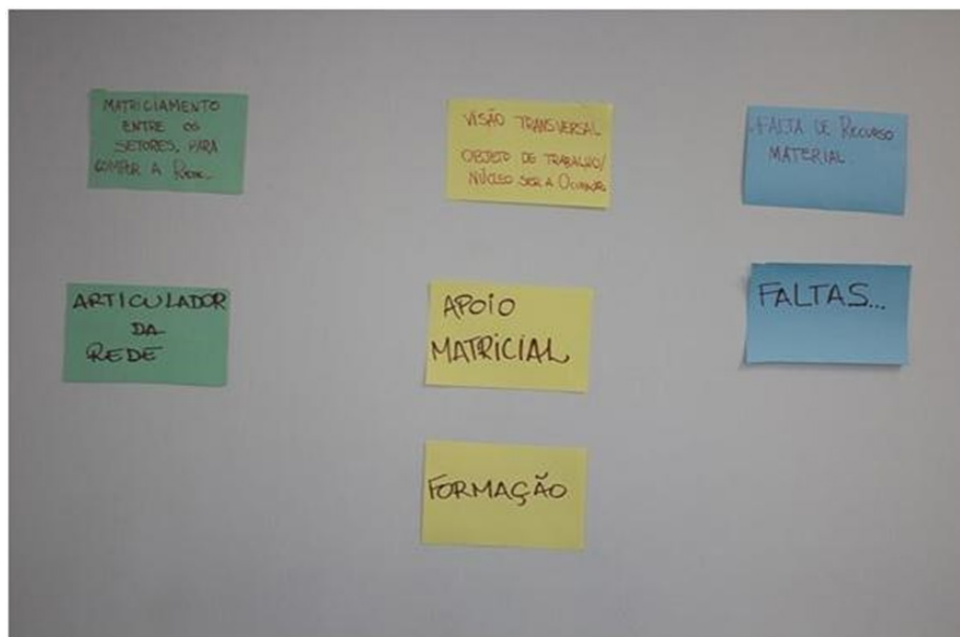 MATRICIAMENTO
ENTRE OS
SETORES, PARA
COMPOR A REDE.
ARTICULADOR
DA
REDE
VISÃO TRANSVERSAL
OBJETO DE TRABALHO/
NÚCLEO SER A
APOIO
MATRICIAL
FORMAÇÃO
.FALTA DE RECURSO
MATERIAL.
FALTAS...